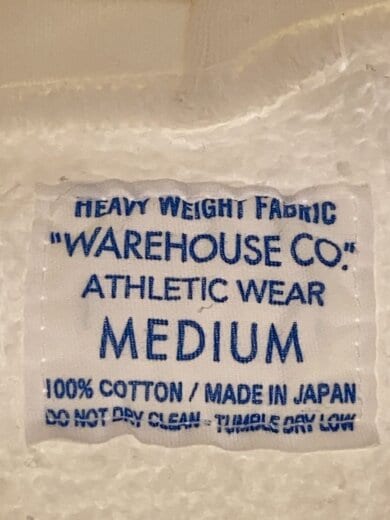 HEAVY WEIGHT FABRIC
"WAREHOUSE CO."
ATHLETIC WEAR
MEDIUM
100% COTTON / MADE IN JAPAN
DO NOT DRY CLEAN - TUMBLE DRY LOW